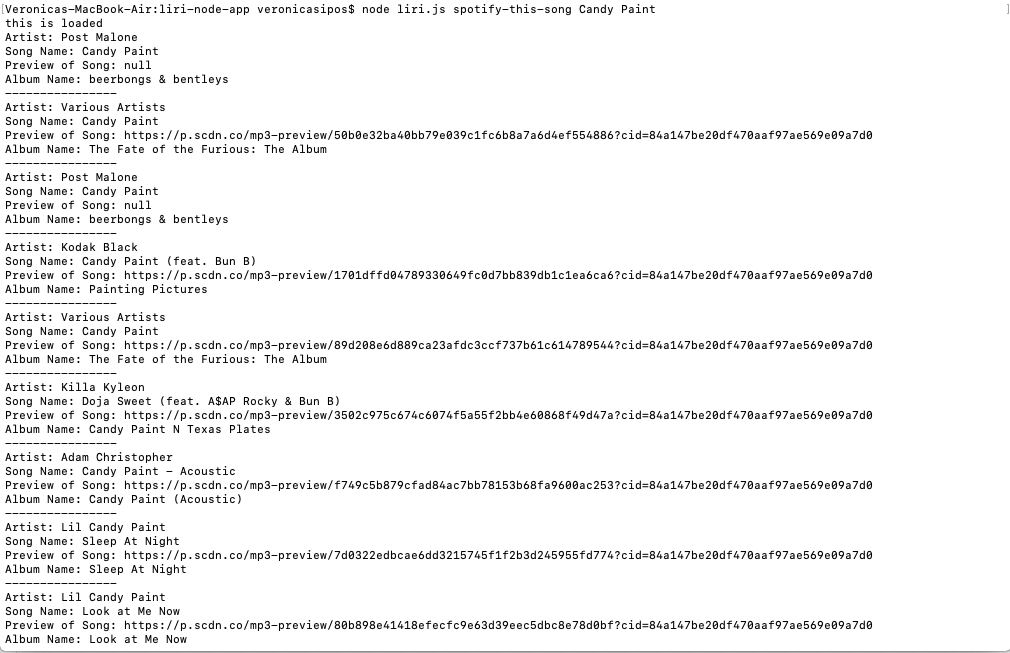 [Veronicas-MacBook-Air:liri-node-app veronicasipos$ node liri.js spotify-this-song Candy Paint ]
this is loaded
Artist: Post Malone
Song Name: Candy Paint
Preview of Song: null
Album Name: beerbongs & bentleys
----------------
Artist: Various Artists
Song Name: Candy Paint
Preview of Song: https://p.scdn.co/mp3-preview/50b0e32ba40bb79e039c1fc6b8a7a6d4ef554886?cid=84a147be20df470aaf97ae569e09a7d0
Album Name: The Fate of the Furious: The Album
----------------
Artist: Post Malone
Song Name: Candy Paint
Preview of Song: null
Album Name: beerbongs & bentleys
----------------
Artist: Kodak Black
Song Name: Candy Paint (feat. Bun B)
Preview of Song: https://p.scdn.co/mp3-preview/1701dffd04789330649fc0d7bb839db1c1ea6ca6?cid=84a147be20df470aaf97ae569e09a7d0
Album Name: Painting Pictures
----------------
Artist: Various Artists
Song Name: Candy Paint
Preview of Song: https://p.scdn.co/mp3-preview/89d208e6d889ca23afdc3ccf737b61c614789544?cid=84a147be20df470aaf97ae569e09a7d0
Album Name: The Fate of the Furious: The Album
----------------
Artist: Killa Kyleon
Song Name: Doja Sweet (feat. A$AP Rocky & Bun B)
Preview of Song: https://p.scdn.co/mp3-preview/3502c975c674c6074f5a55f2bb4e60868f49d47a?cid=84a147be20df470aaf97ae569e09a7d0
Album Name: Candy Paint N Texas Plates
----------------
Artist: Adam Christopher
Song Name: Candy Paint - Acoustic
Preview of Song: https://p.scdn.co/mp3-preview/f749c5b879cfad84ac7bb78153b68fa9600ac253?cid=84a147be20df470aaf97ae569e09a7d0
Album Name: Candy Paint (Acoustic)
----------------
Artist: Lil Candy Paint
Song Name: Sleep At Night
Preview of Song: https://p.scdn.co/mp3-preview/7d0322edbcae6dd3215745f1f2b3d245955fd774?cid=84a147be20df470aaf97ae569e09a7d0
Album Name: Sleep At Night
----------------
Artist: Lil Candy Paint
Song Name: Look at Me Now
Preview of Song: https://p.scdn.co/mp3-preview/80b898e41418efecfc9e63d39eec5dbc8e78d0bf?cid=84a147be20df470aaf97ae569e09a7d0
Album Name: Look at Me Now